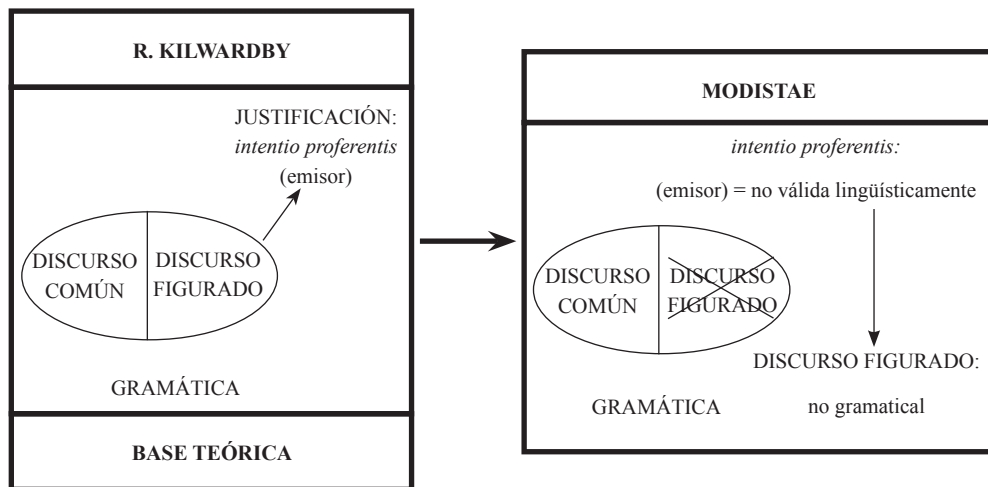 R. KILWARDBY
JUSTIFICACIÓN:
intentio proferentis
(emisor)
DISCURSO
COMÚN
DISCURSO
FIGURADO
GRAMÁTICA
BASE TEÓRICA
MODISTAE
intentio proferentis:
(emisor) = no válida lingüísticamente
DISCURSO
COMÚN
DISCURSO
FIGURADO
DISCURSO FIGURADO:
no gramatical
GRAMÁTICA